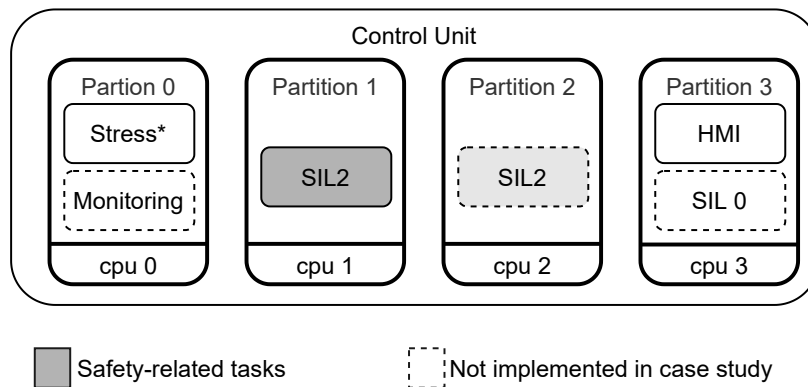 Control Unit
Partion 0
Partition 1
Partition 2
Partition 3
Stress*
HMI
SIL2
SIL2
Monitoring
SIL 0
cpu 0
cpu 1
cpu 2
cpu 3
Safety-related tasks
Not implemented in case study